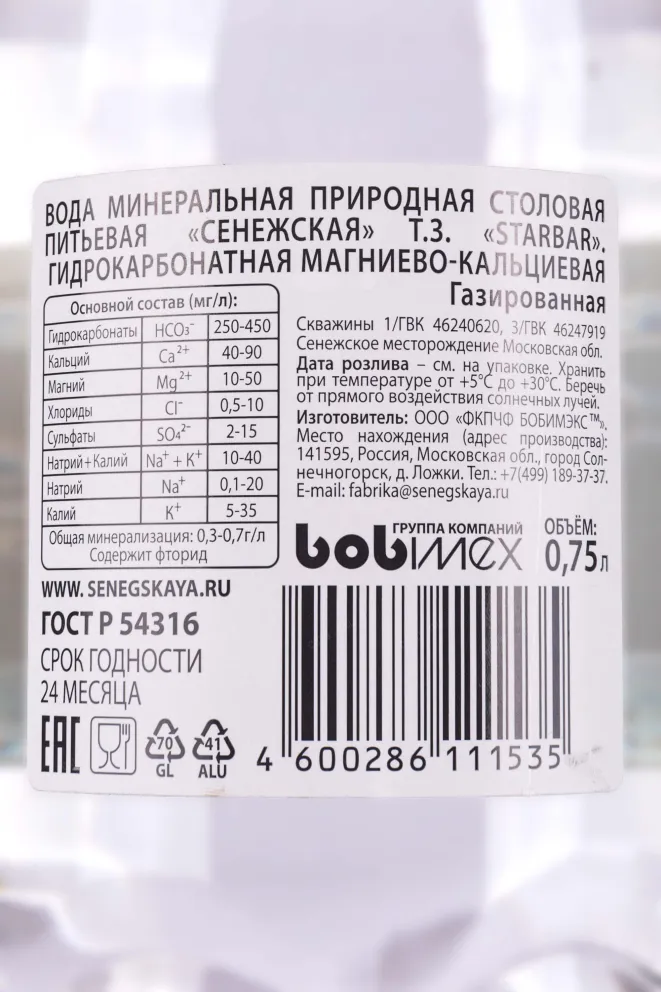 ВОДА МИНЕРАЛЬНАЯ ПРИРОДНАЯ СТОЛОВАЯ
ПИТЬЕВАЯ «СЕНЕЖСКАЯ» Т.З. «STARBAR».
ГИДРОКАРБОНАТНАЯ МАГНИЕВО-КАЛЬЦИЕВАЯ
Газированная
Основной состав (мг/л):
Гидрокарбонаты HCO₃⁻ 250-450
Кальций Ca²⁺ 40-90
Магний Mg²⁺ 10-50
Хлориды Cl⁻ 0,5-10
Сульфаты SO₄²⁻ 2-15
Натрий+Калий Na⁺ + K⁺ 10-40
Натрий Na⁺ 0,1-20
Калий K⁺ 5-35
Общая минерализация: 0,3-0,7г/л
Содержит фторид
Скважины 1/ГВК 46240620, 3/ГВК 46247919
Сенежское месторождение Московская обл.
Дата розлива – см. на упаковке. Хранить
при температуре от +5°С до +30°С. Беречь
от прямого воздействия солнечных лучей.
Изготовитель: ООО «ФКПЧФ БОБИМЭКС™».
Место нахождения (адрес производства):
141595, Россия, Московская обл., город Сол-
нечногорск, д. Ложки. Тел.: +7(499) 189-37-37.
E-mail: fabrika@senegskaya.ru
ГРУППА КОМПАНИЙ
bobimex
ОБЪЁМ:
0,75л
WWW. SENEGSKAYA.RU
ГОСТ Р 54316
СРОК ГОДНОСТИ
24 МЕСЯЦА
EAC
70
GL
41
ALU
4 600286 111535